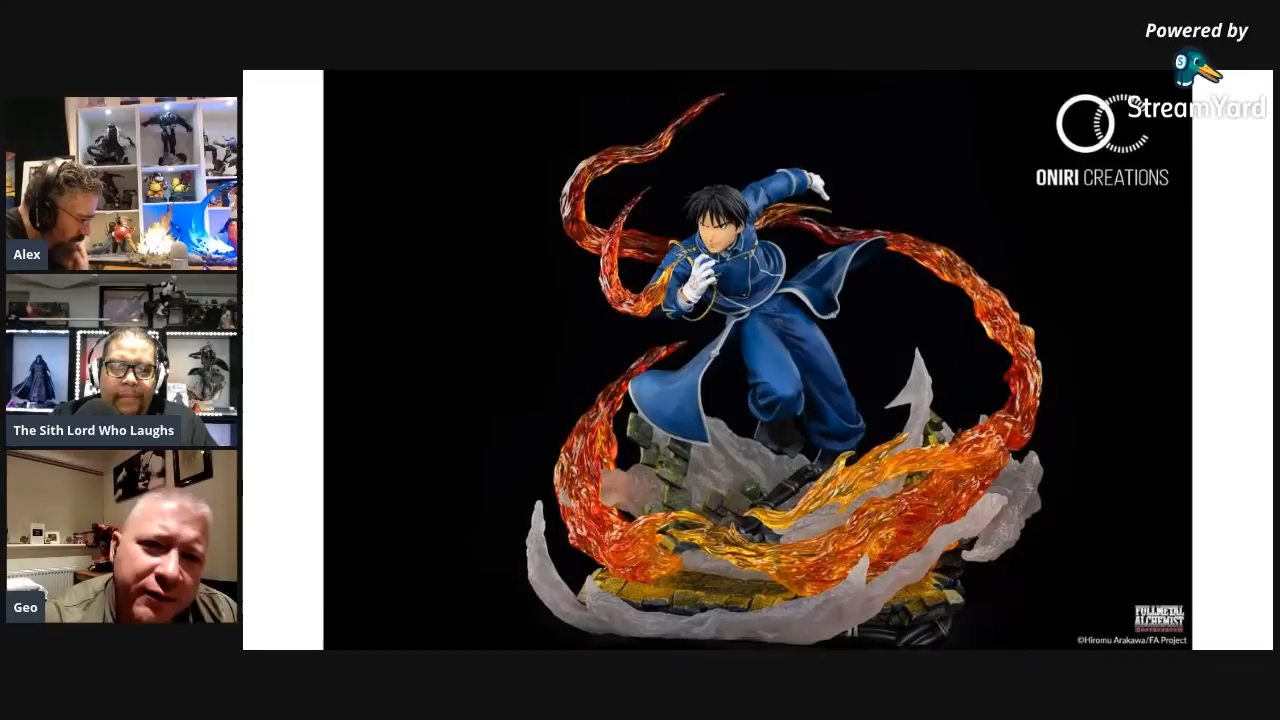 Powered by
StreamYard
ONIRI CREATIONS
Alex
The Sith Lord Who Laughs
Geo
FULLMETAL
ALCHEMIST
©Hiromu Arakawa/FA Project